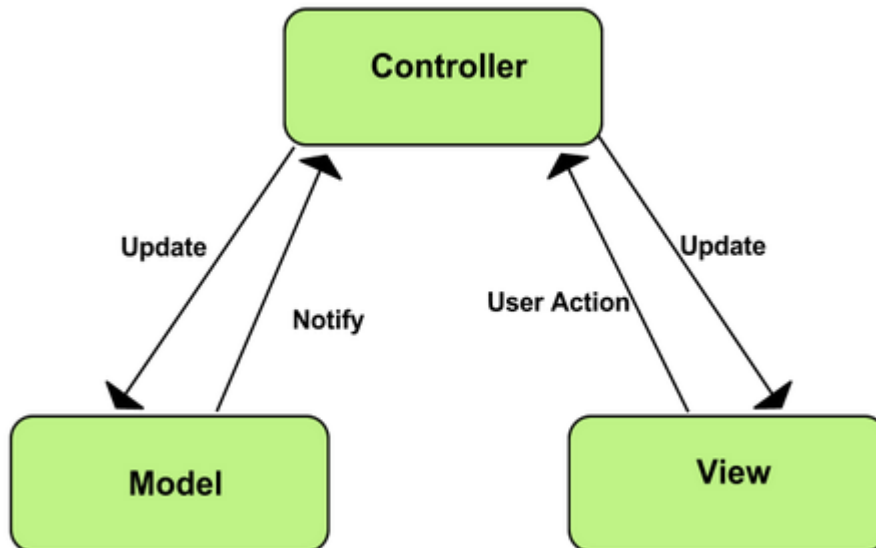 Controller
Update
Update
User Action
Notify
Model
View